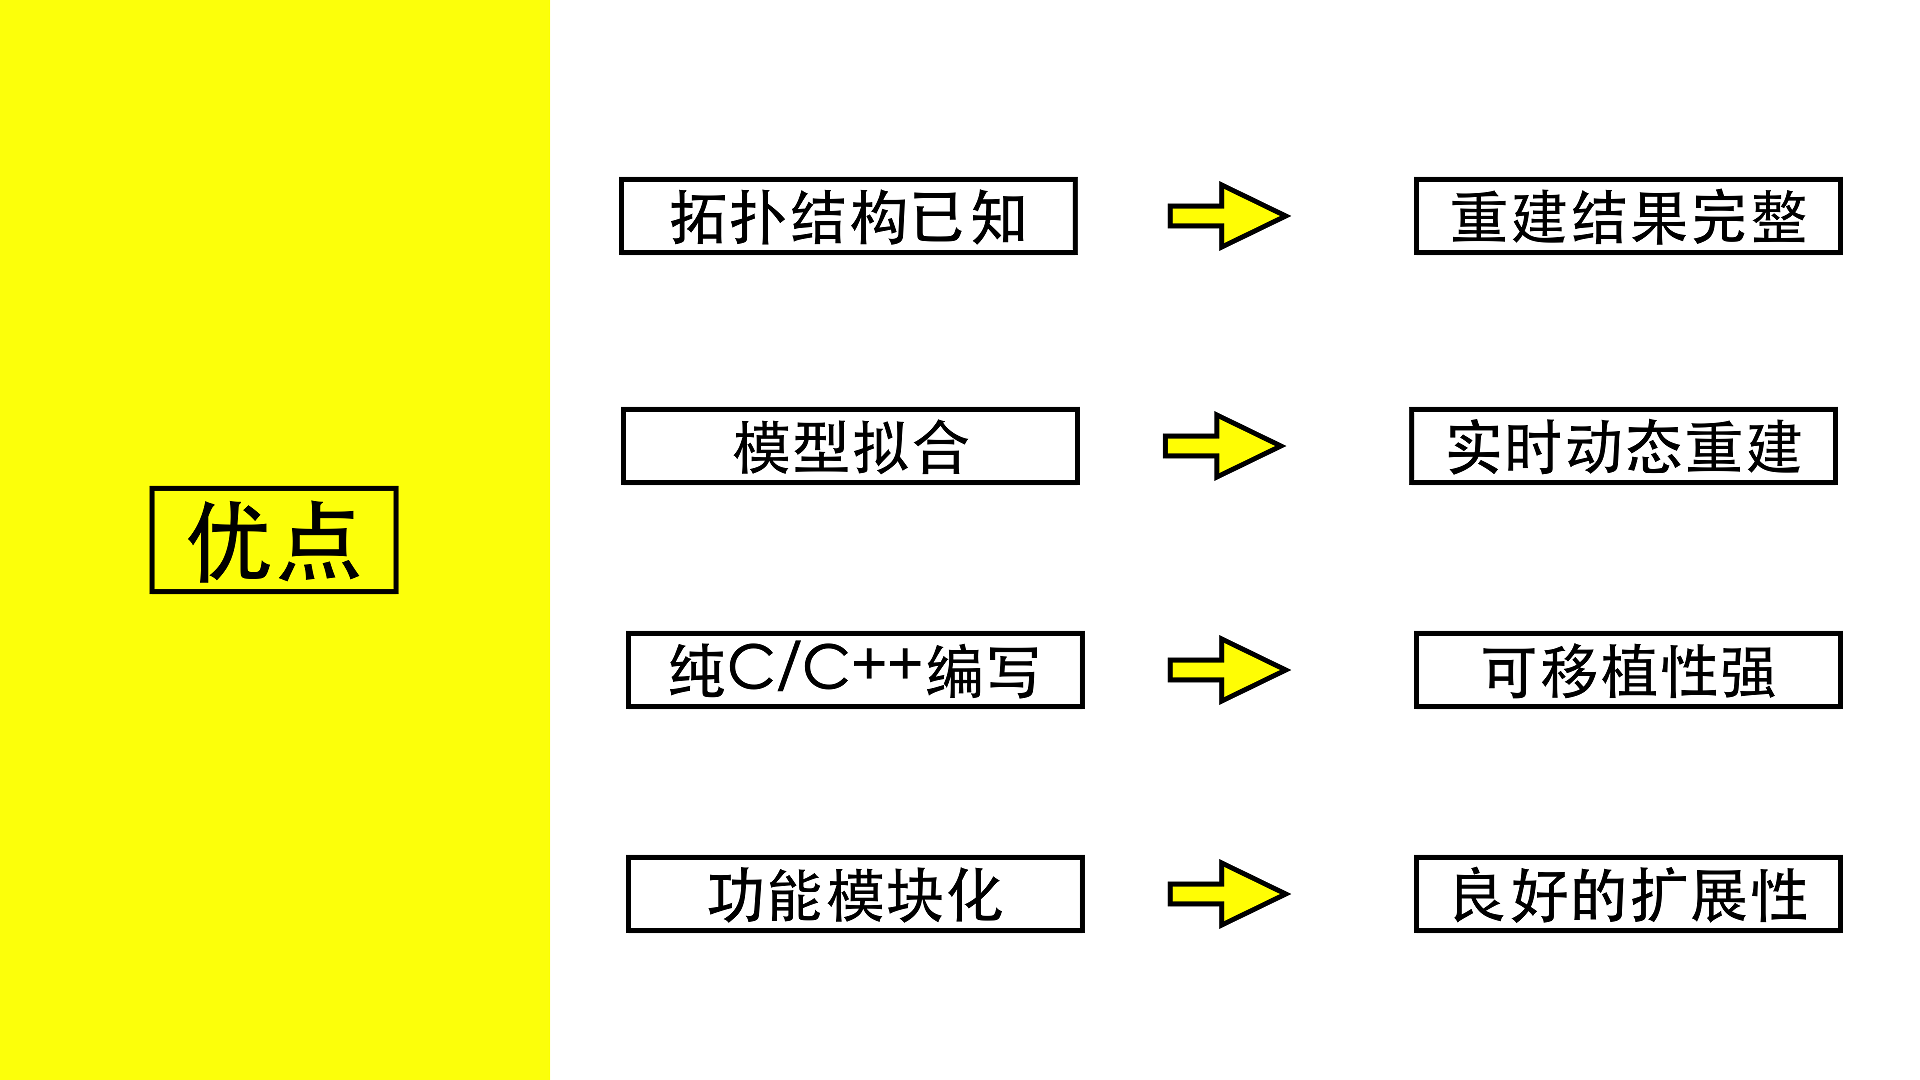 优点
拓扑结构已知
重建结果完整
模型拟合
实时动态重建
纯C/C++编写
可移植性强
功能模块化
良好的扩展性